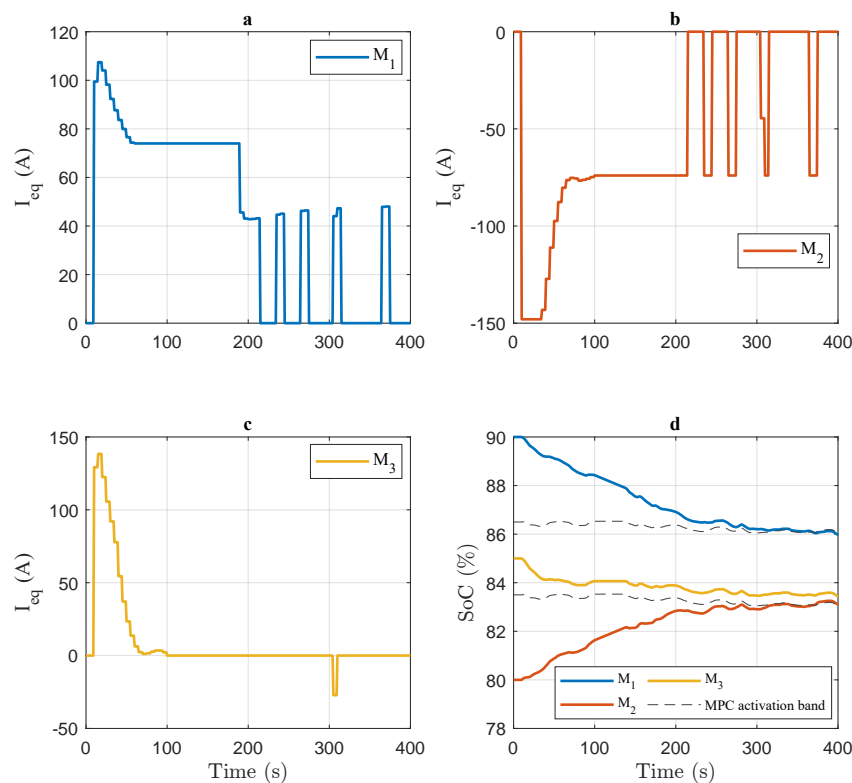 a
120
100
80
60
40
20
0
0 100 200 300 400
I_eq (A)
M_1
b
0
-50
-100
-150
0 100 200 300 400
I_eq (A)
M_2
c
150
100
50
0
-50
0 100 200 300 400
I_eq (A)
Time (s)
M_3
d
90
88
86
84
82
80
78
0 100 200 300 400
SoC (%)
Time (s)
M_1 M_3
M_2 MPC activation band